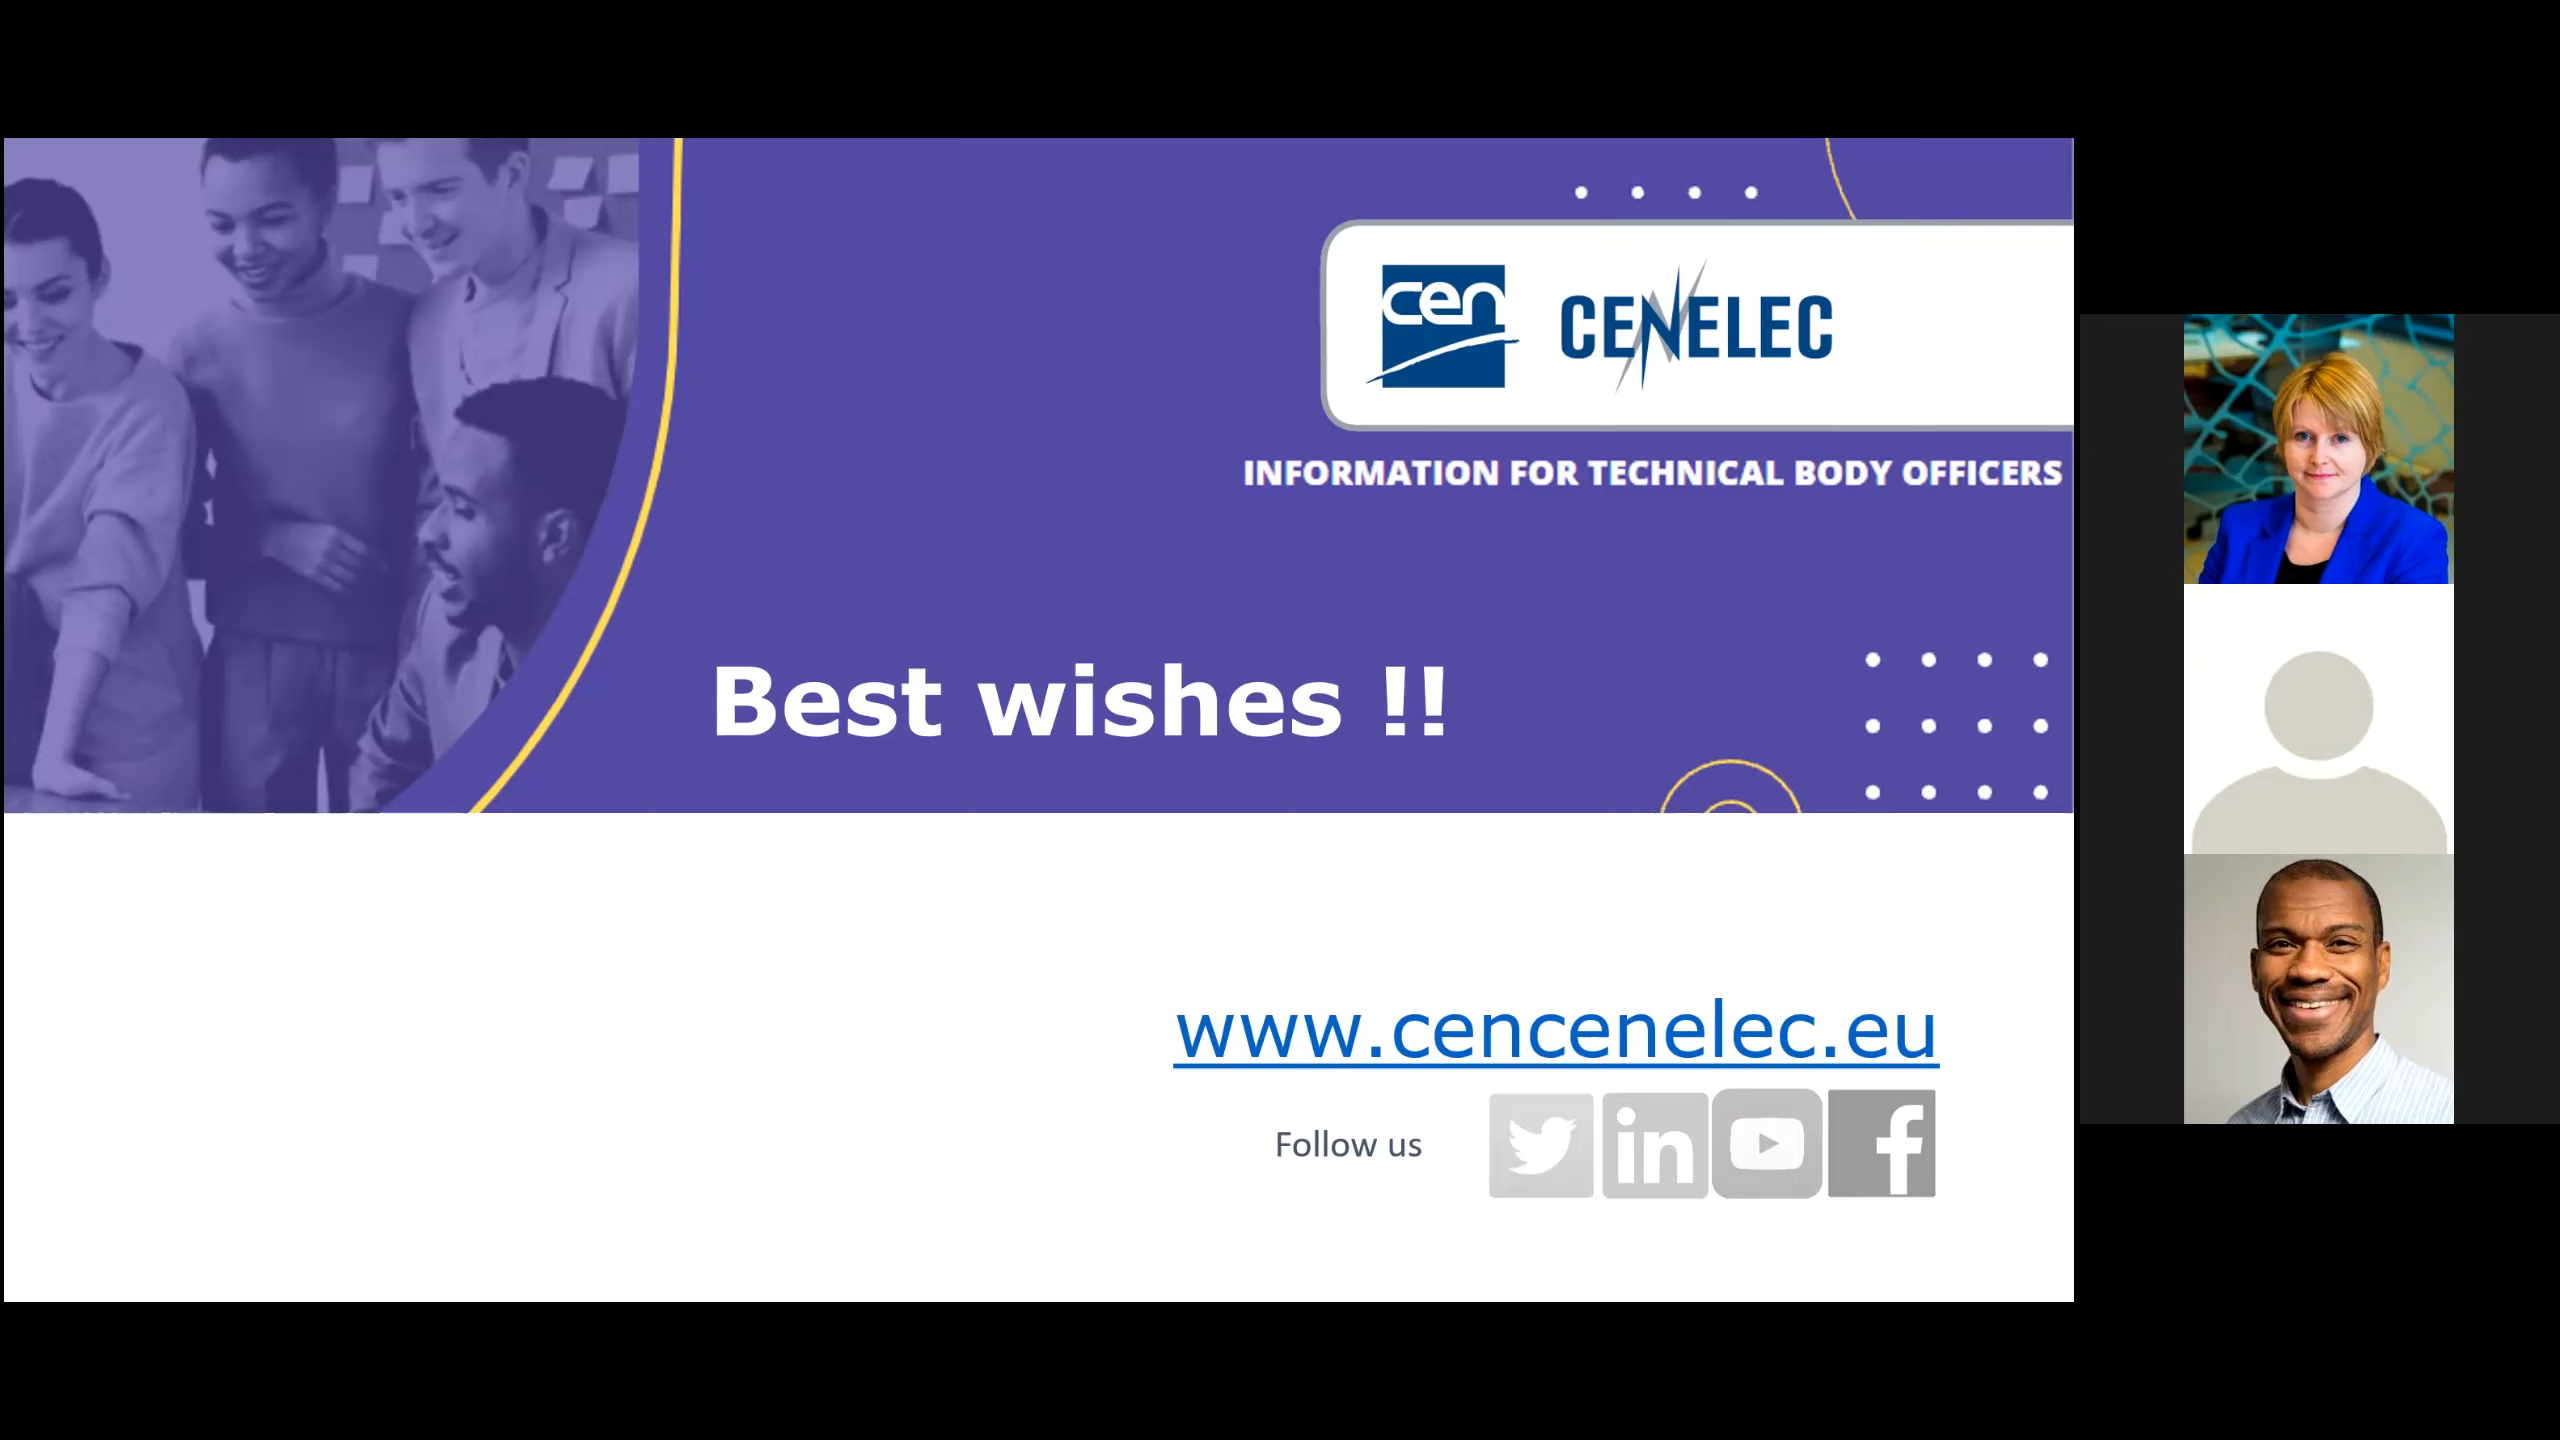 cen
CENELEC
INFORMATION FOR TECHNICAL BODY OFFICERS
Best wishes !!
www.cencenelec.eu
Follow us
in
f